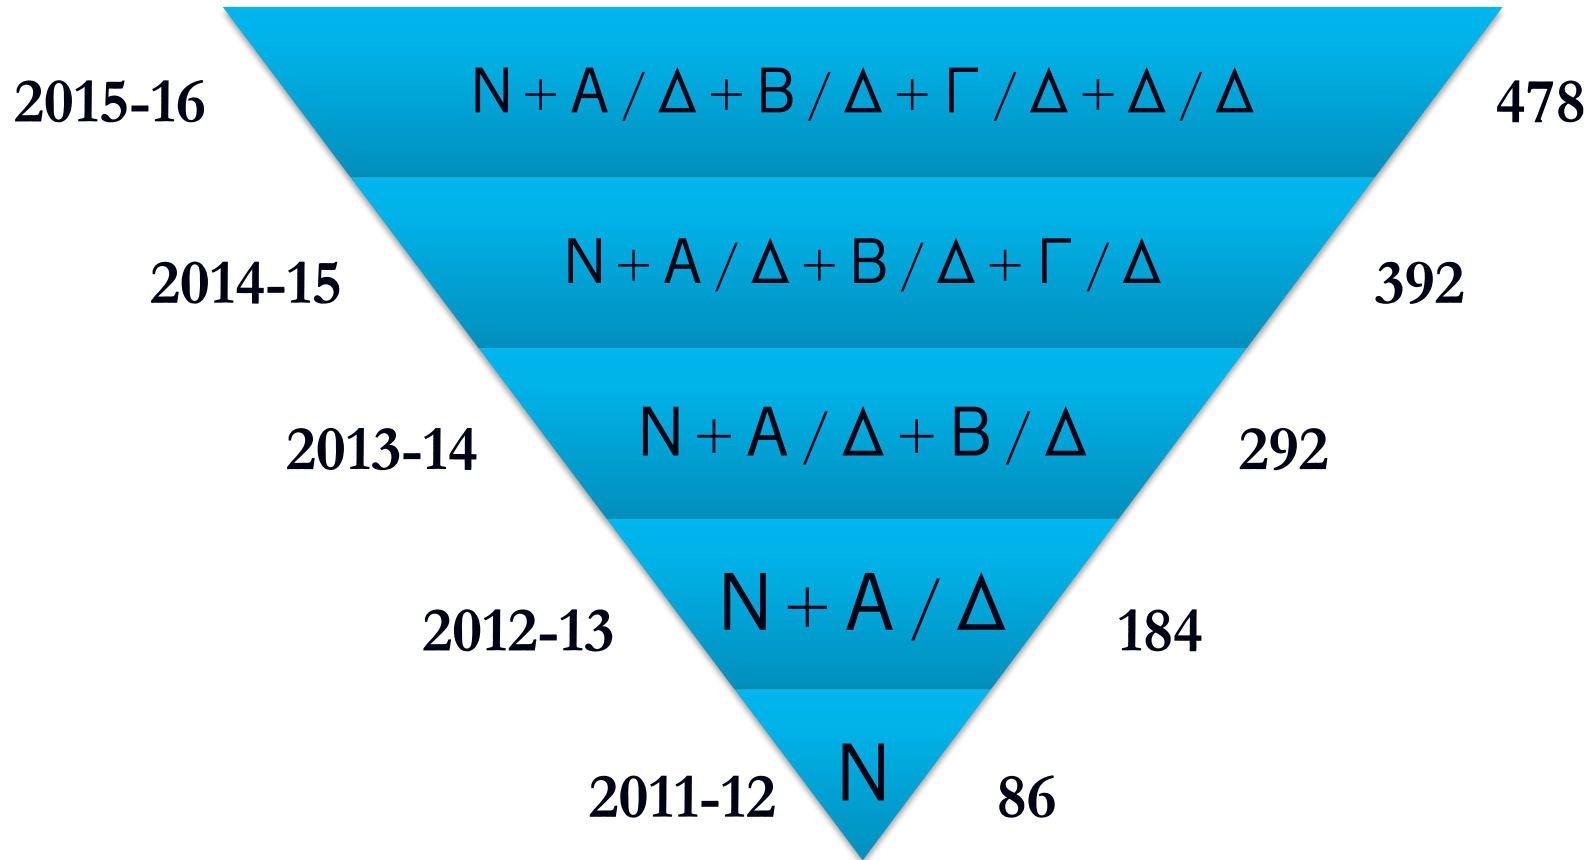 2015-16 Ν + Α / Δ + Β / Δ + Γ / Δ + Δ / Δ 478
2014-15 Ν + Α / Δ + Β / Δ + Γ / Δ 392
2013-14 Ν + Α / Δ + Β / Δ 292
2012-13 Ν + Α / Δ 184
2011-12 Ν 86